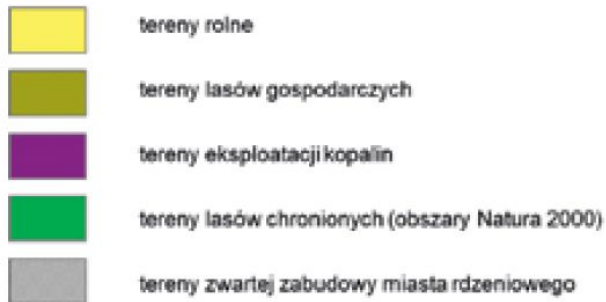 tereny rolne
tereny lasów gospodarczych
tereny eksploatacji kopalin
tereny lasów chronionych (obszary Natura 2000)
tereny zwartej zabudowy miasta rdzeniowego